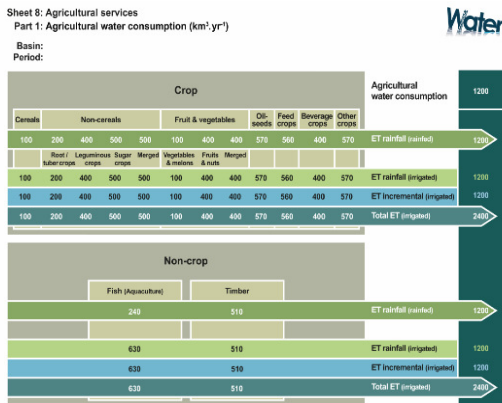 Sheet 8: Agricultural services
Part 1: Agricultural water consumption (km³.yr⁻¹)
Water
Basin:
Period:
Crop
Agricultural water consumption
1200
Cereals Non-cereals Fruit & vegetables Oil-seeds Feed crops Beverage crops Other crops
100 200 400 500 500 100 400 400 570 560 400 570 ET rainfall (rainfed) 1200
Root / tuber crops Leguminous crops Sugar crops Merged Vegetables & melons Fruits & nuts Merged
100 200 400 500 500 100 400 400 570 560 400 570 ET rainfall (irrigated) 1200
100 200 400 500 500 100 400 400 570 560 400 570 ET incremental (irrigated) 1200
100 200 400 500 500 100 400 400 570 560 400 570 Total ET (irrigated) 2400
Non-crop
Fish (Aquaculture) Timber
240 510 ET rainfall (rainfed) 1200
630 510 ET rainfall (irrigated) 1200
630 510 ET incremental (irrigated) 1200
630 510 Total ET (irrigated) 2400